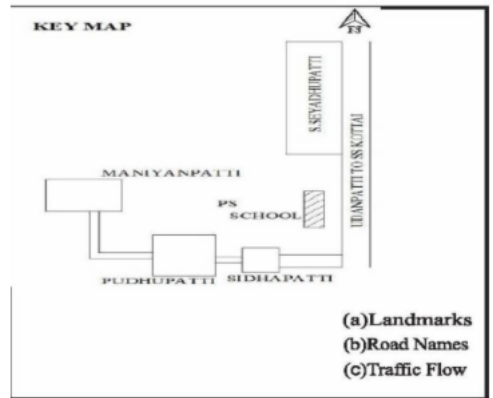 KEY MAP
N
S.SEYADHUPATTI
UDANPATTI TO SS KOTTAI
MANIYANPATTI
PS
SCHOOL
PUDHUPATTI
SIDHAPATTI
(a)Landmarks
(b)Road Names
(c)Traffic Flow